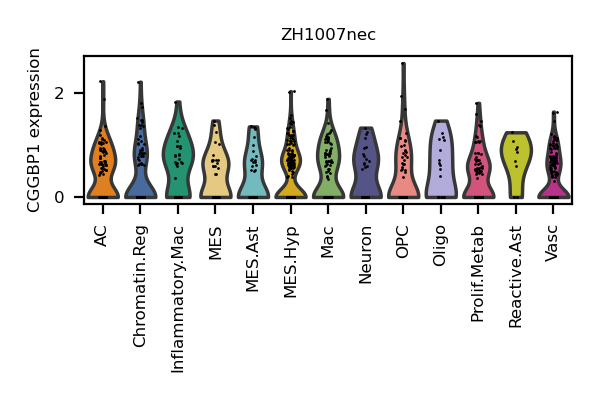 ZH1007nec
CGGBP1 expression
2
0
AC
Chromatin.Reg
Inflammatory.Mac
MES
MES.Ast
MES.Hyp
Mac
Neuron
OPC
Oligo
Prolif.Metab
Reactive.Ast
Vasc